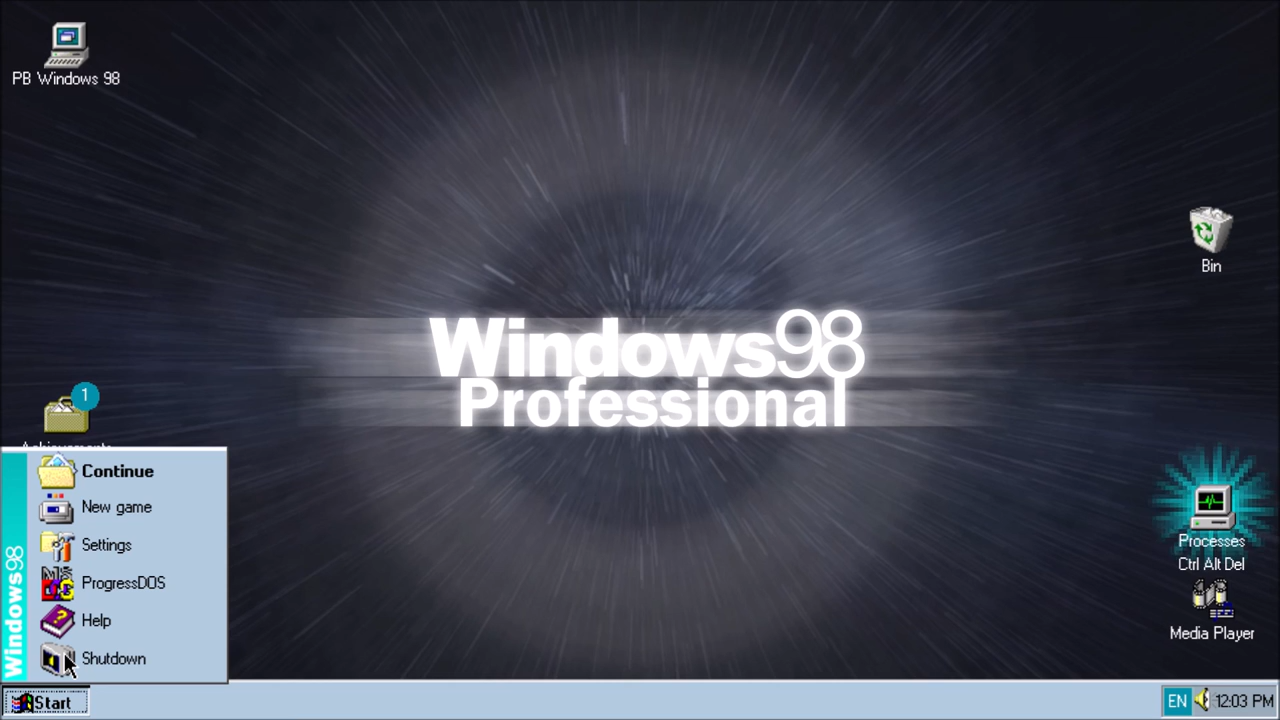 PB Windows 98
Bin
Windows98
Professional
1
Continue
New game
Settings
ProgressDOS
Help
Shutdown
Windows98
Processes
Ctrl Alt Del
Media Player
Start
EN
12:03 PM